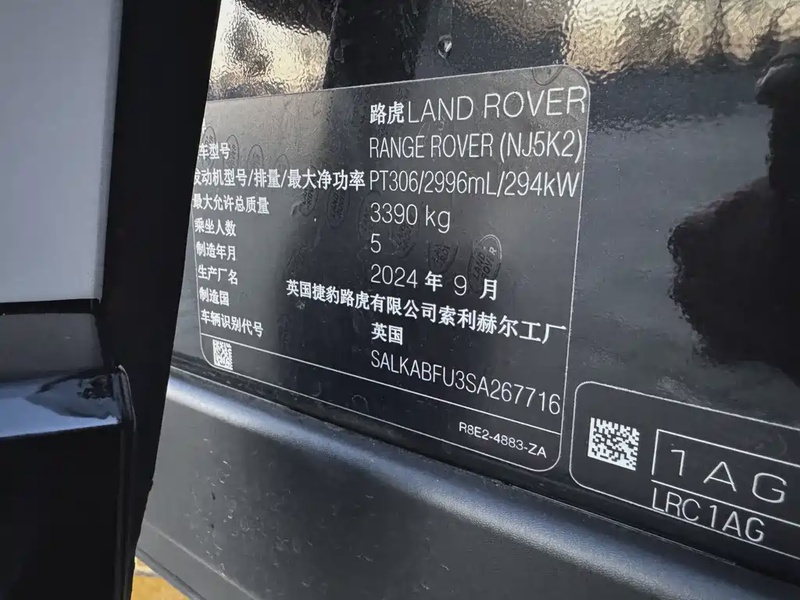 路虎LAND ROVER
车型号 RANGE ROVER (NJ5K2)
发动机型号/排量/最大净功率 PT306/2996mL/294kW
最大允许总质量 3390 kg
乘坐人数 5
制造年月 2024 年 9 月
生产厂名 英国捷豹路虎有限公司索利赫尔工厂
制造国 英国
车辆识别代号 SALKABFU3SA267716
R8E2-4883-ZA
1AG
LRC1AG